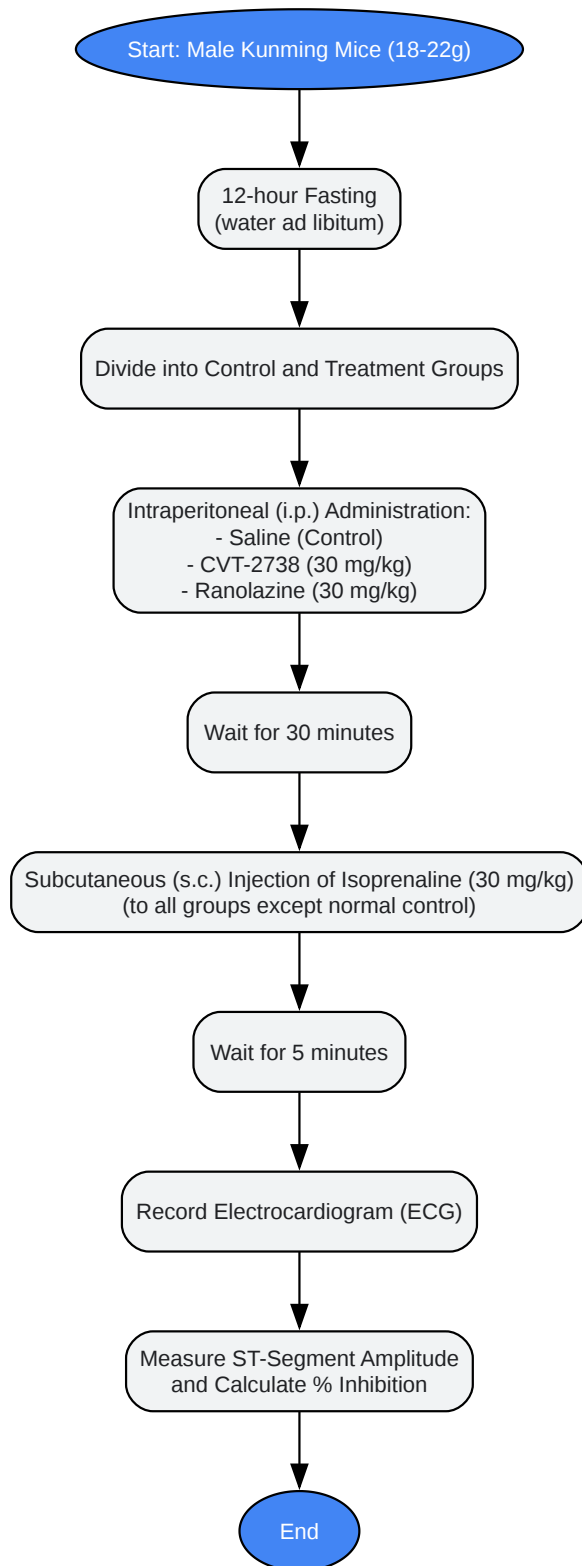 Start: Male Kunming Mice (18-22g)
12-hour Fasting
(water ad libitum)
Divide into Control and Treatment Groups
Intraperitoneal (i.p.) Administration:
- Saline (Control)
- CVT-2738 (30 mg/kg)
- Ranolazine (30 mg/kg)
Wait for 30 minutes
Subcutaneous (s.c.) Injection of Isoprenaline (30 mg/kg)
(to all groups except normal control)
Wait for 5 minutes
Record Electrocardiogram (ECG)
Measure ST-Segment Amplitude
and Calculate % Inhibition
End